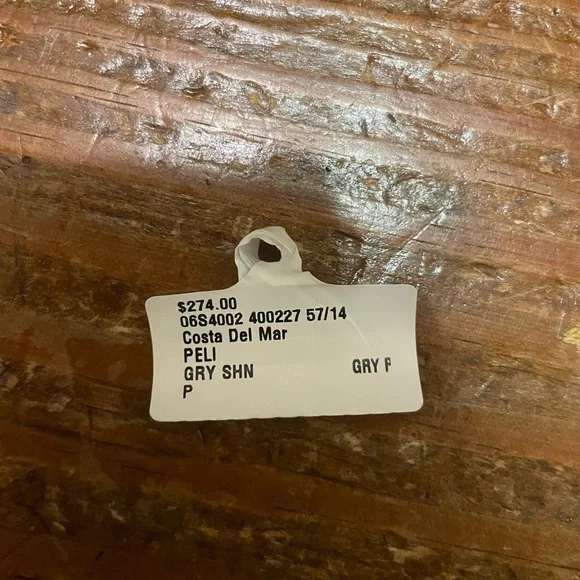 $274.00
06S4002 400227 57/14
Costa Del Mar
PELI
GRY SHN GRY P
P